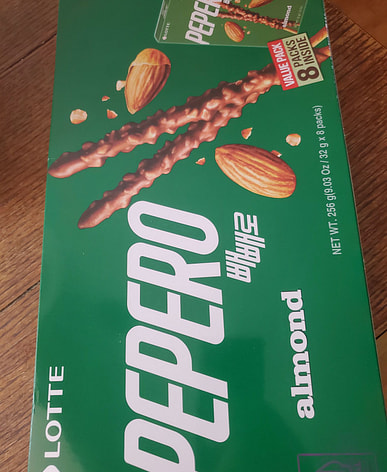 LOTTE
PEPERO
빼빼로
almond
NET WT. 256 g(9.03 Oz / 32 g x 8 packs)
VALUE PACK
8 PACKS INSIDE
almond